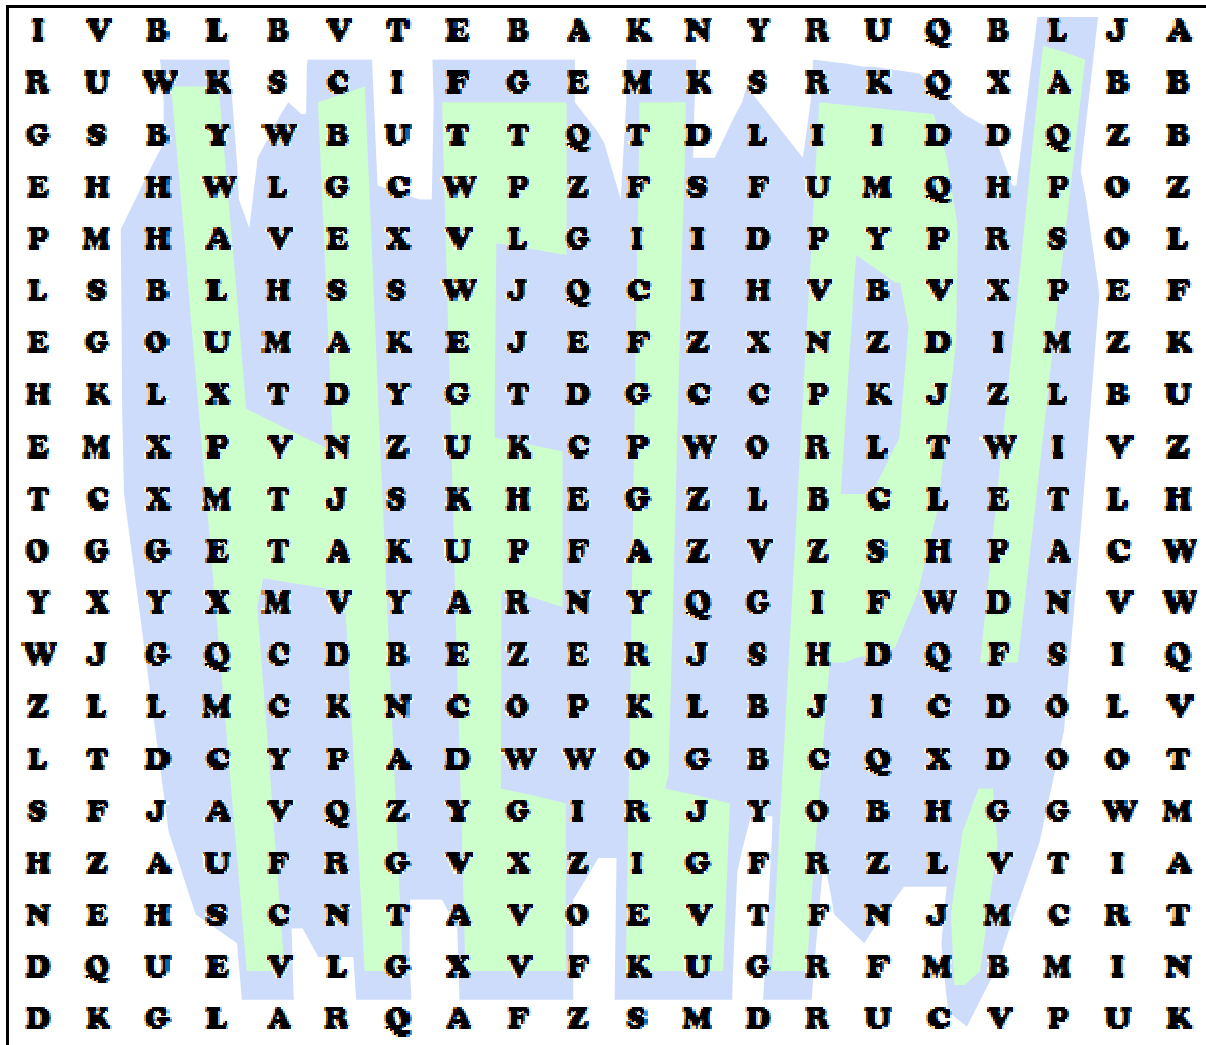 I V B L B V T E B A K N Y R U Q B L J A
R U W K S C I F G E M K S R K Q X A B B
G S B Y W B U T T Q T D L I I D D Q Z B
E H H W L G C W P Z F S F U M Q H P O Z
P M H A V E X V L G I I D P Y P R S O L
L S B L H S S W J Q C I H V B V X P E F
E G O U M A K E J E F Z X N Z D I M Z K
H K L X T D Y G T D G C C P K J Z L B U
E M X P V N Z U K C P W O R L T W I V Z
T C X M T J S K H E G Z L B C L E T L H
O G G E T A K U P F A Z V Z S H P A C W
Y X Y X M V Y A R N Y Q G I F W D N V W
W J G Q C D B E Z E R J S H D Q F S I Q
Z L L M C K N C O P K L B J I C D O L V
L T D C Y P A D W W O G B C Q X D O O T
S F J A V Q Z Y G I R J Y O B H G G W M
H Z A U F R G V X Z I G F R Z L V T I A
N E H S C N T A V O E V T F N J M C R T
D Q U E V L G X V F K U G R F M B M I N
D K G L A R Q A F Z S M D R U C V P U K
HELP!